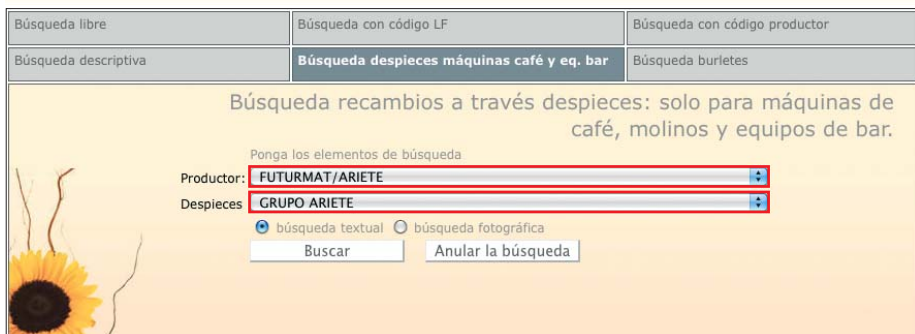 Búsqueda libre
Búsqueda con código LF
Búsqueda con código productor
Búsqueda descriptiva
Búsqueda despieces máquinas café y eq. bar
Búsqueda burletes
Búsqueda recambios a través despieces: solo para máquinas de
café, molinos y equipos de bar.
Ponga los elementos de búsqueda
Productor: FUTURMAT/ARIETE
Despieces GRUPO ARIETE
búsqueda textual búsqueda fotográfica
Buscar Anular la búsqueda